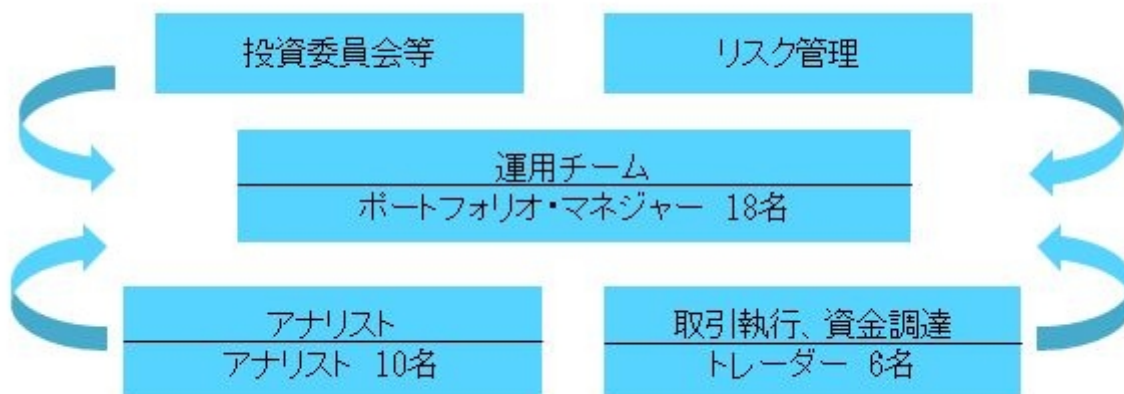 投資委員会等
リスク管理
運用チーム
ポートフォリオ・マネジャー 18名
アナリスト
アナリスト 10名
取引執行、資金調達
トレーダー 6名